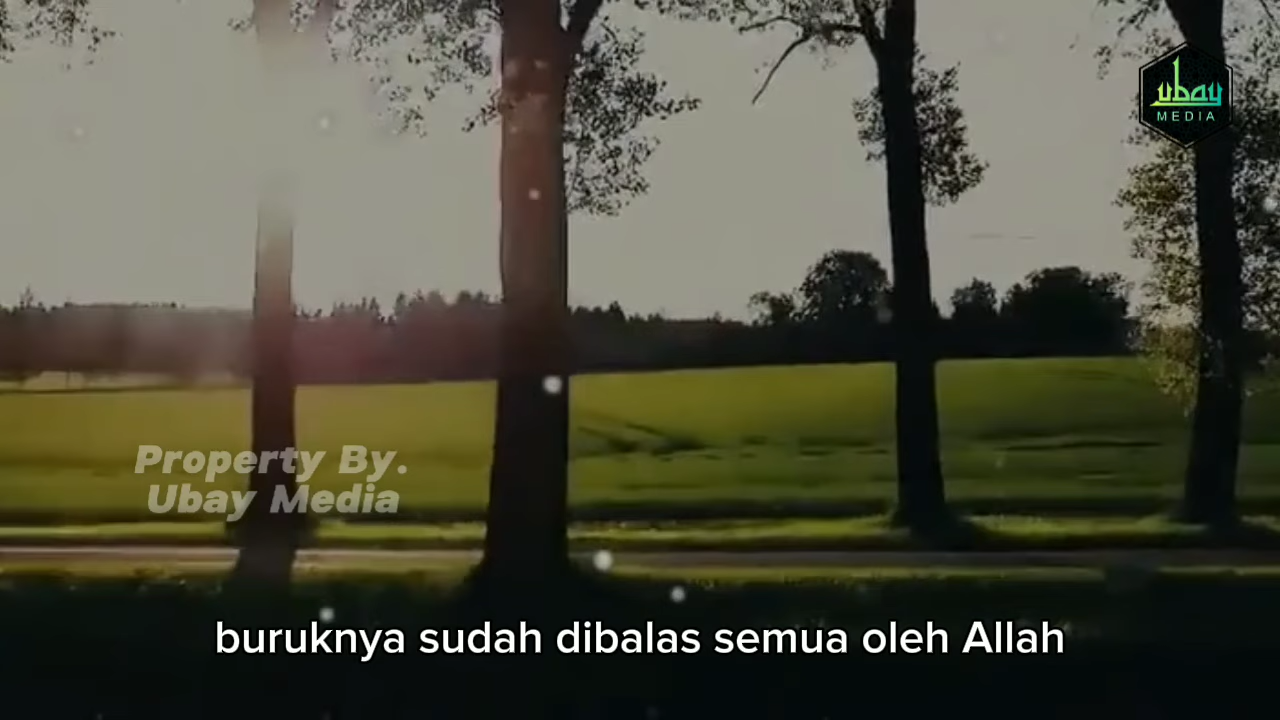 ubay
MEDIA
Property By.
Ubay Media
buruknya sudah dibalas semua oleh Allah